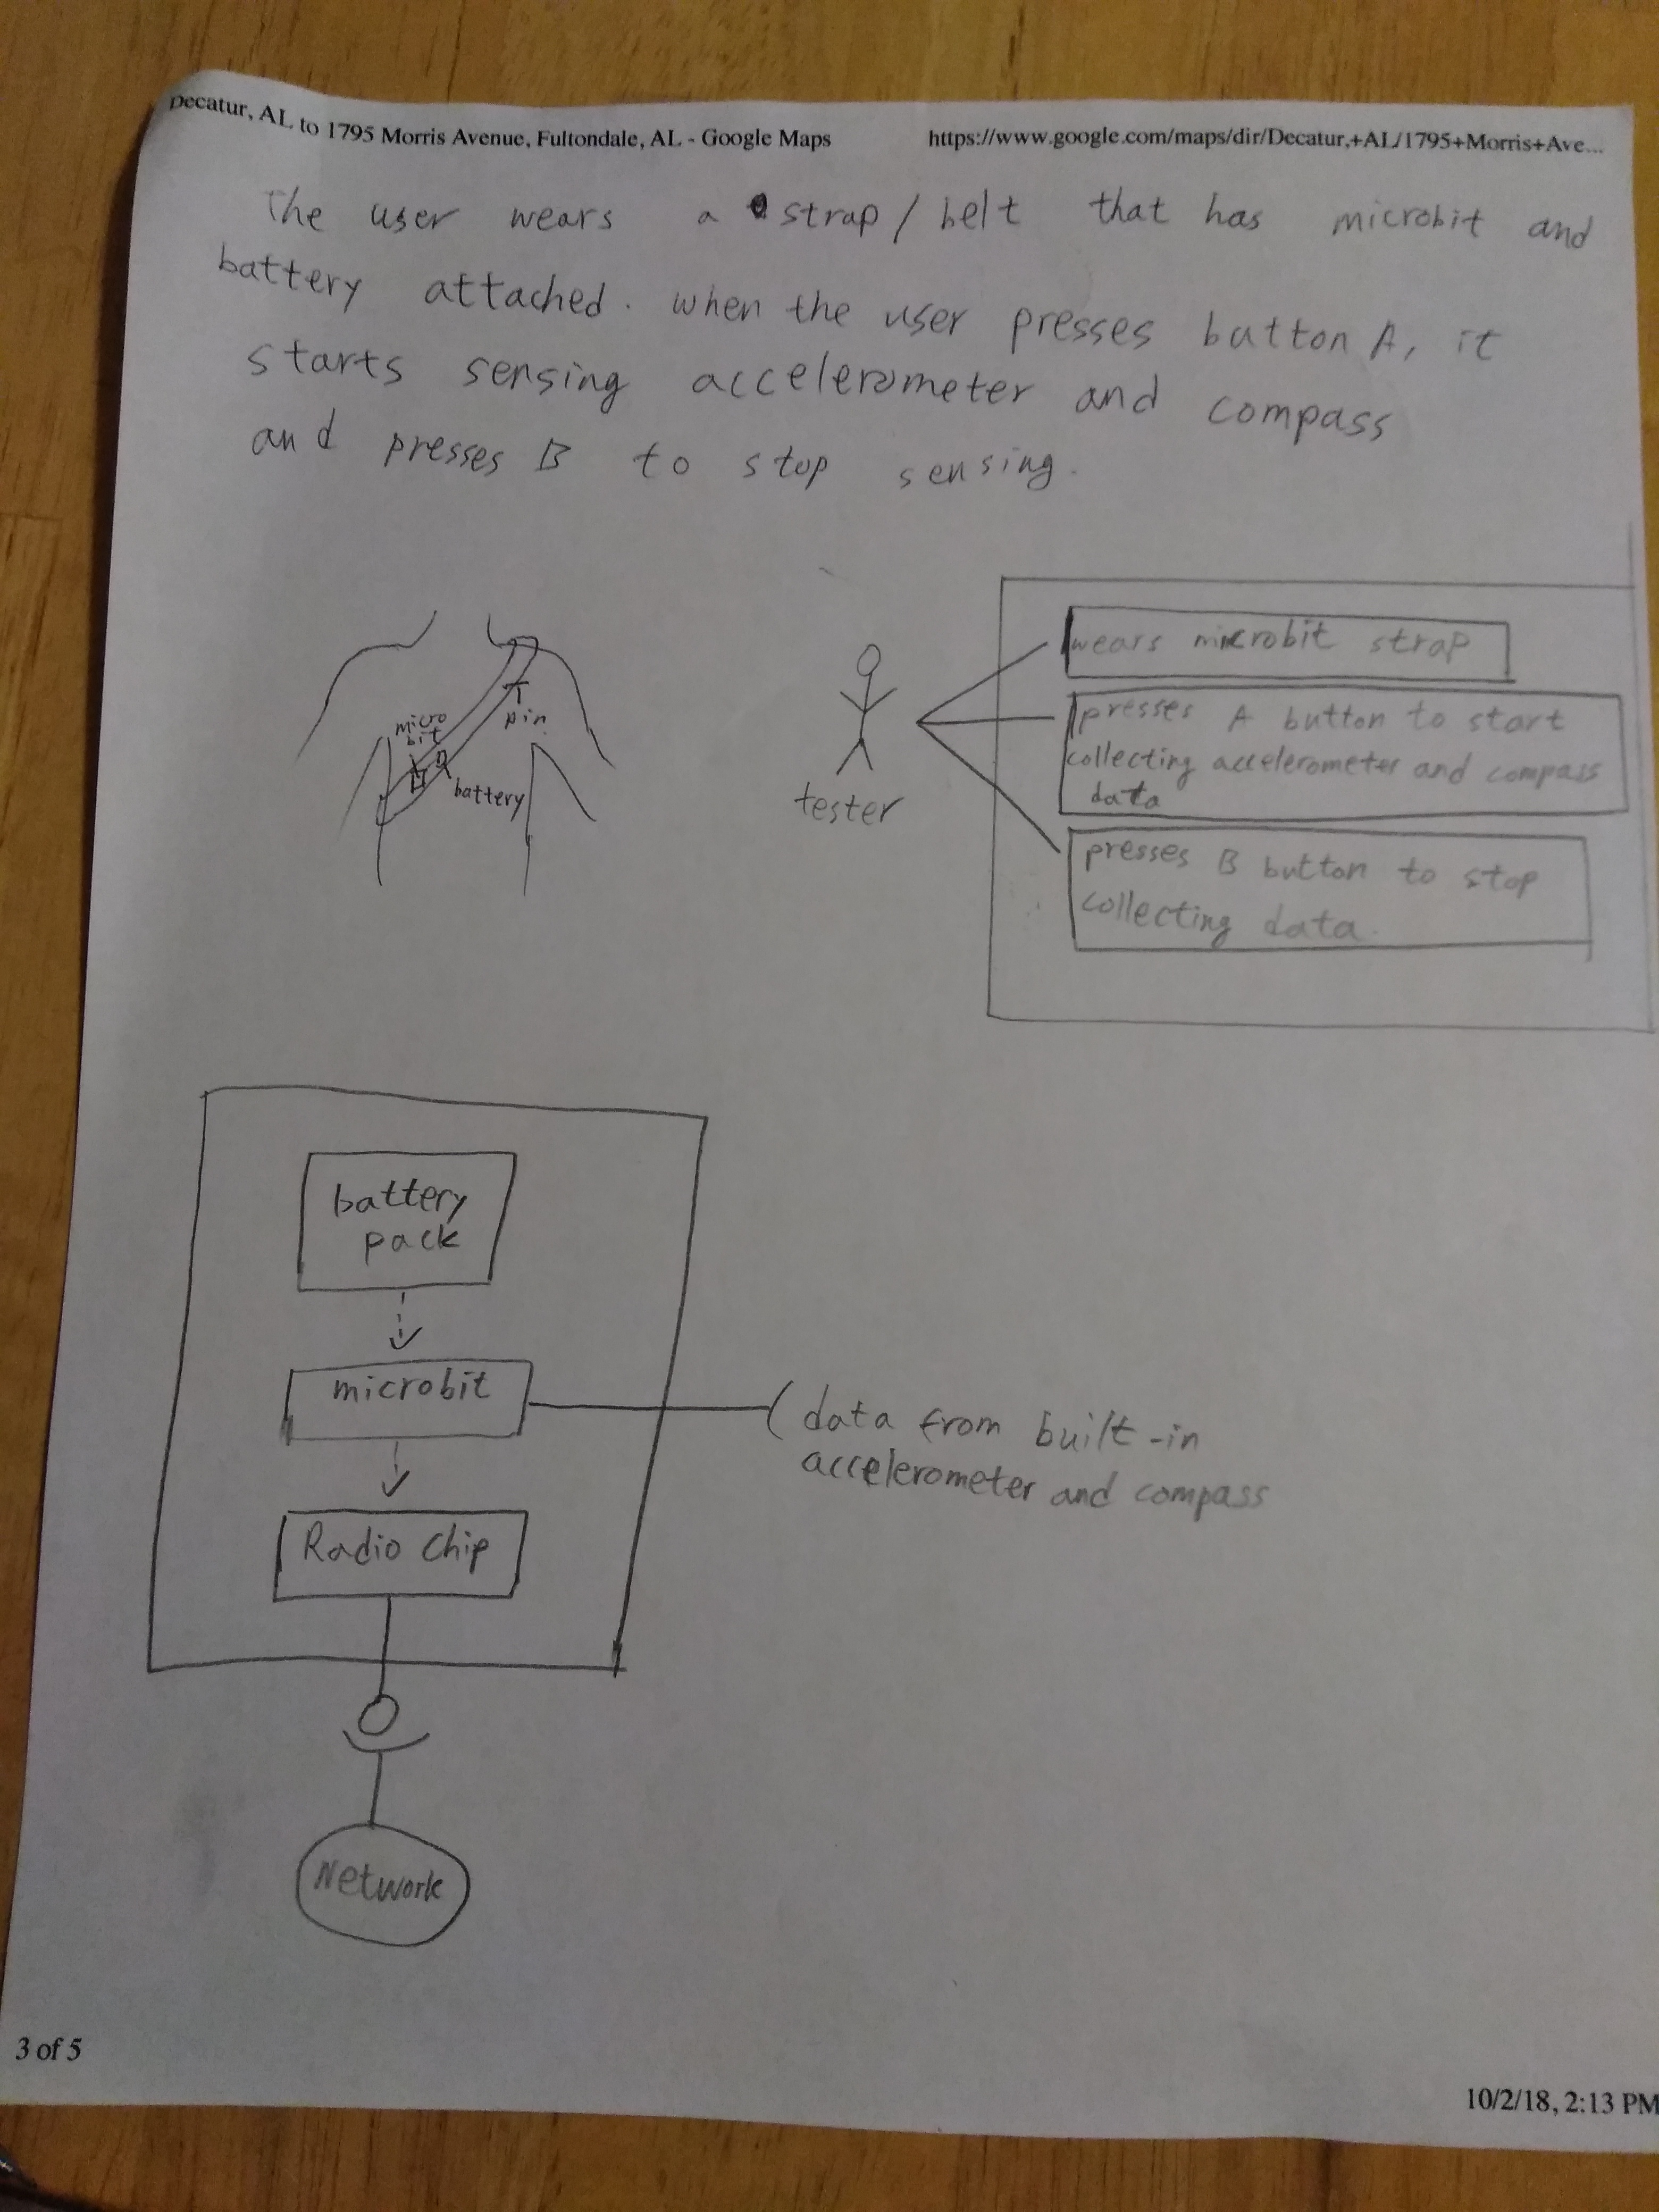 Decatur, AL to 1795 Morris Avenue, Fultondale, AL - Google Maps
https://www.google.com/maps/dir/Decatur,+AL/1795+Morris+Ave...
The user wears a strap / belt that has microbit and
battery attached. when the user presses button A, it
starts sensing accelerometer and compass
and presses B to stop sensing.
micro
bit
pin
battery
tester
wears microbit strap
presses A button to start
collecting accelerometer and compass
data
presses B button to stop
collecting data.
battery
pack
microbit
data from built-in
accelerometer and compass
Radio Chip
Network
3 of 5
10/2/18, 2:13 PM